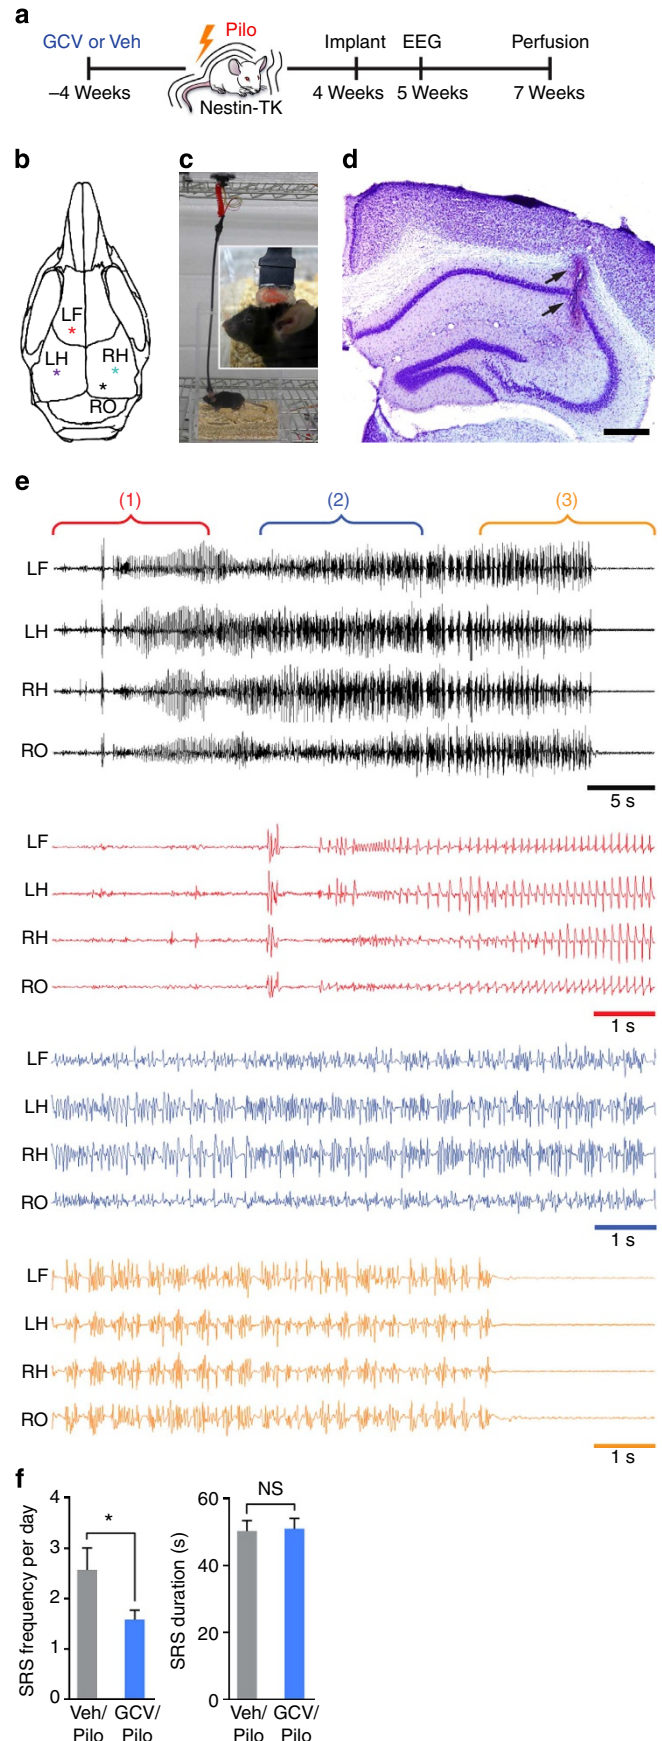 a
GCV or Veh
Pilo
Implant
EEG
Perfusion
–4 Weeks
Nestin-TK
4 Weeks
5 Weeks
7 Weeks
b
c
d
LF
*
LH
*
RH
*
*
RO
e
(1)
(2)
(3)
LF
LH
RH
RO
5 s
LF
LH
RH
RO
1 s
LF
LH
RH
RO
1 s
LF
LH
RH
RO
1 s
f
SRS frequency per day
4
3
2
1
0
*
Veh/
Pilo
GCV/
Pilo
SRS duration (s)
60
40
20
0
NS
Veh/
Pilo
GCV/
Pilo